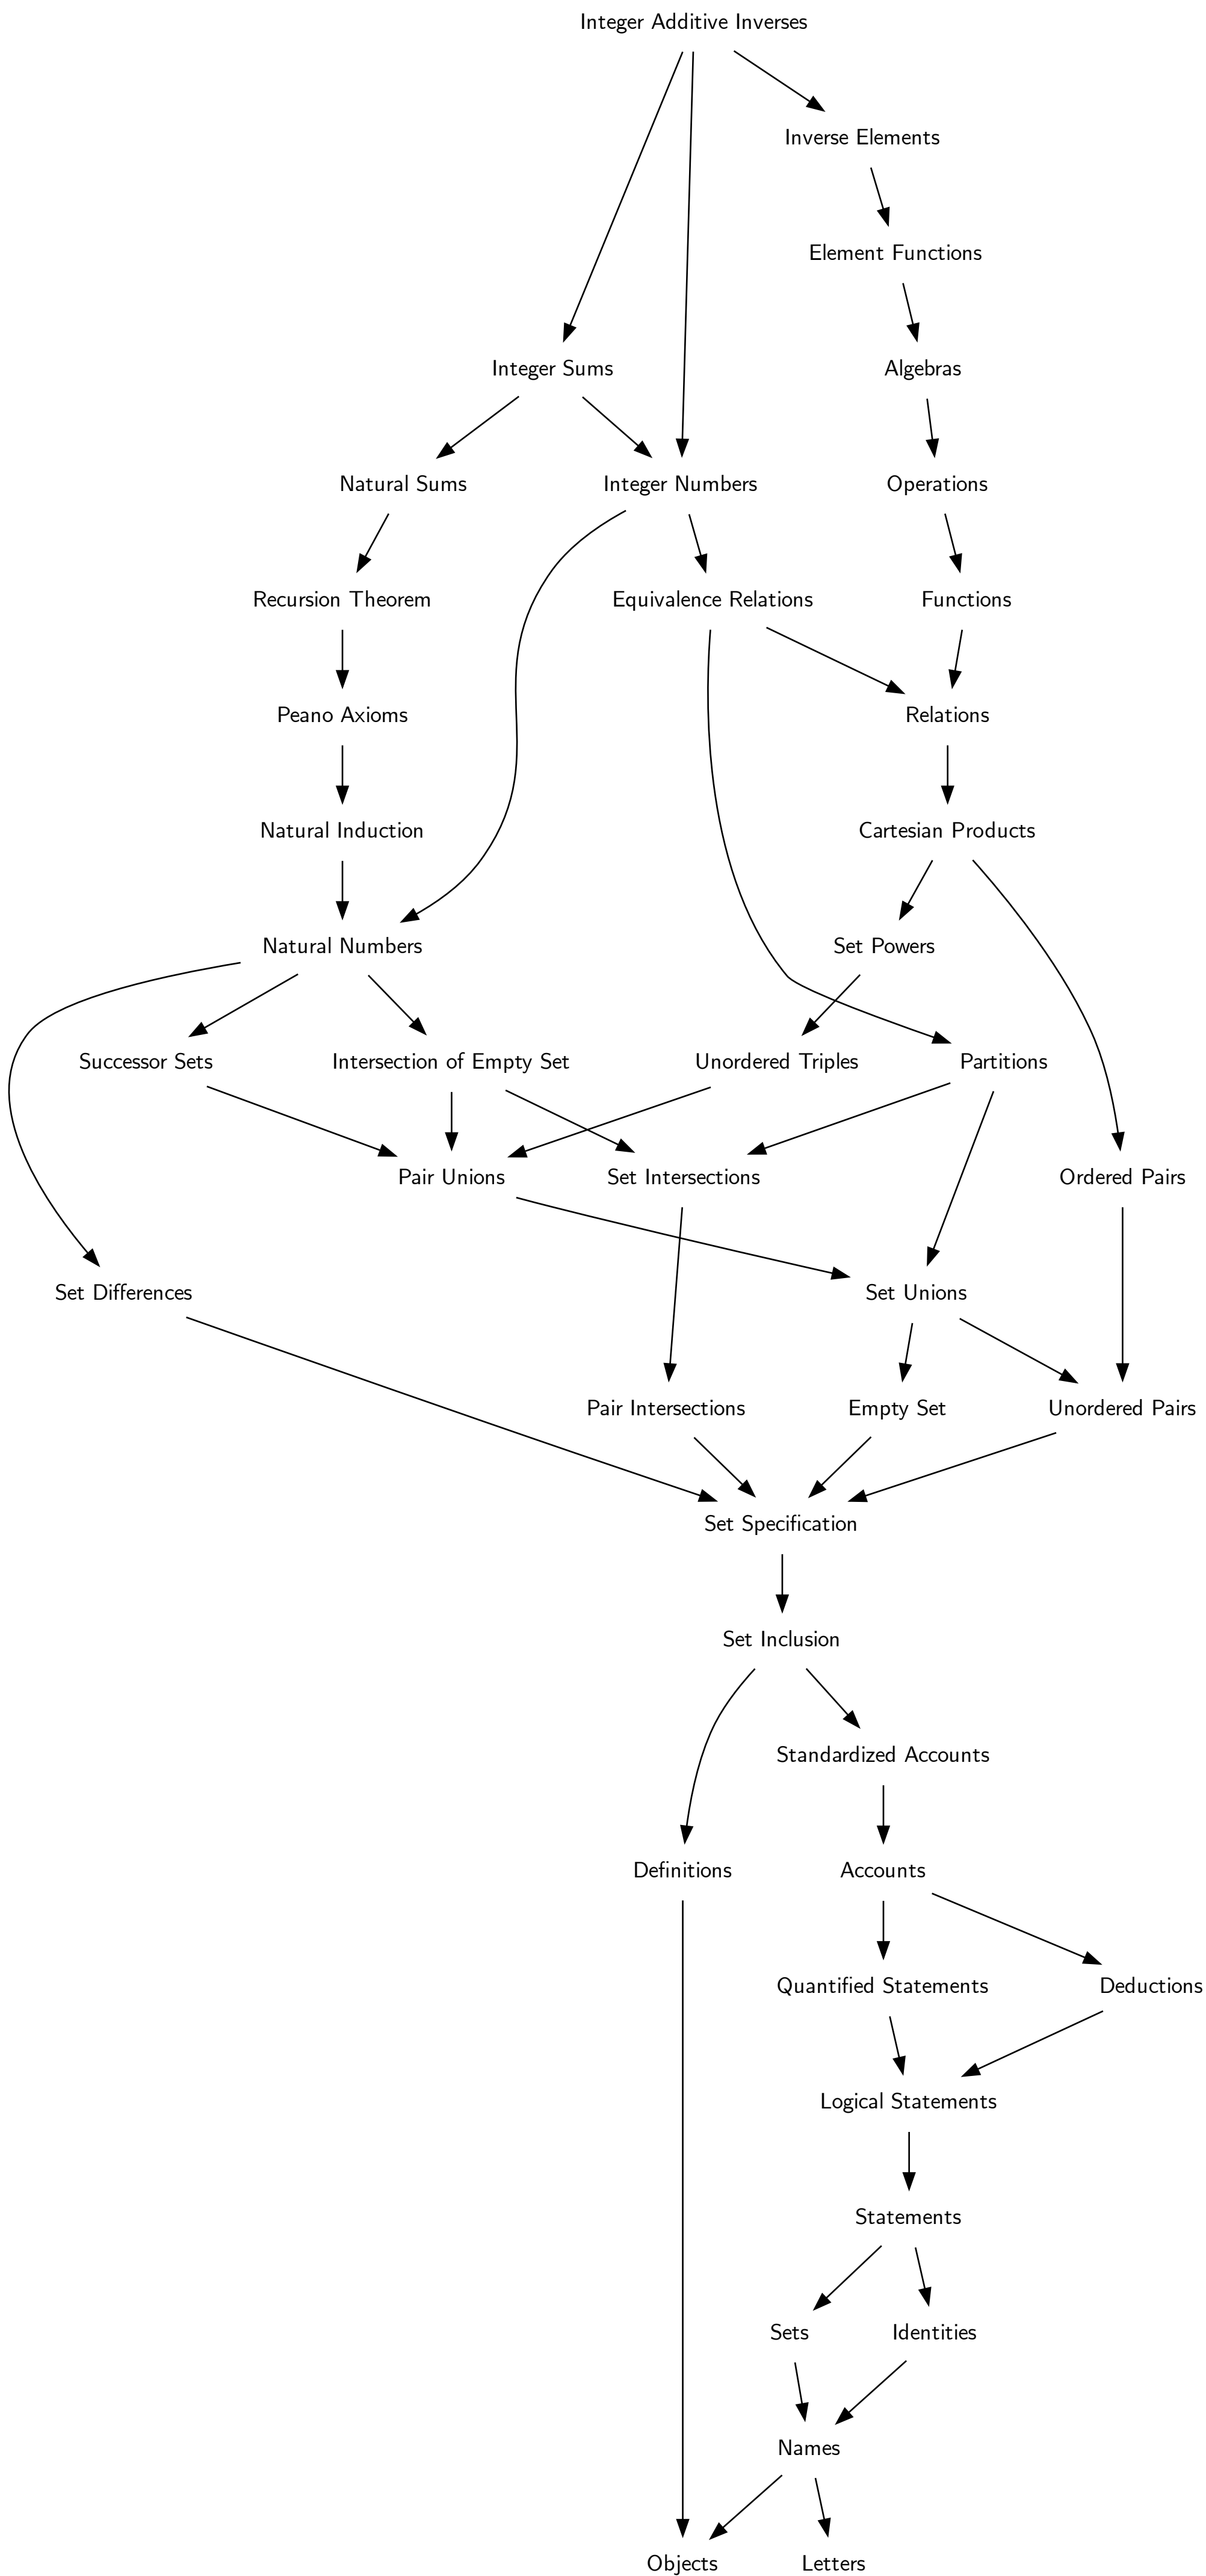 Integer Additive Inverses
Inverse Elements
Element Functions
Integer Sums
Algebras
Natural Sums
Integer Numbers
Operations
Recursion Theorem
Equivalence Relations
Functions
Peano Axioms
Relations
Natural Induction
Cartesian Products
Natural Numbers
Set Powers
Successor Sets
Intersection of Empty Set
Unordered Triples
Partitions
Pair Unions
Set Intersections
Ordered Pairs
Set Differences
Set Unions
Pair Intersections
Empty Set
Unordered Pairs
Set Specification
Set Inclusion
Standardized Accounts
Definitions
Accounts
Quantified Statements
Deductions
Logical Statements
Statements
Sets
Identities
Names
Objects
Letters